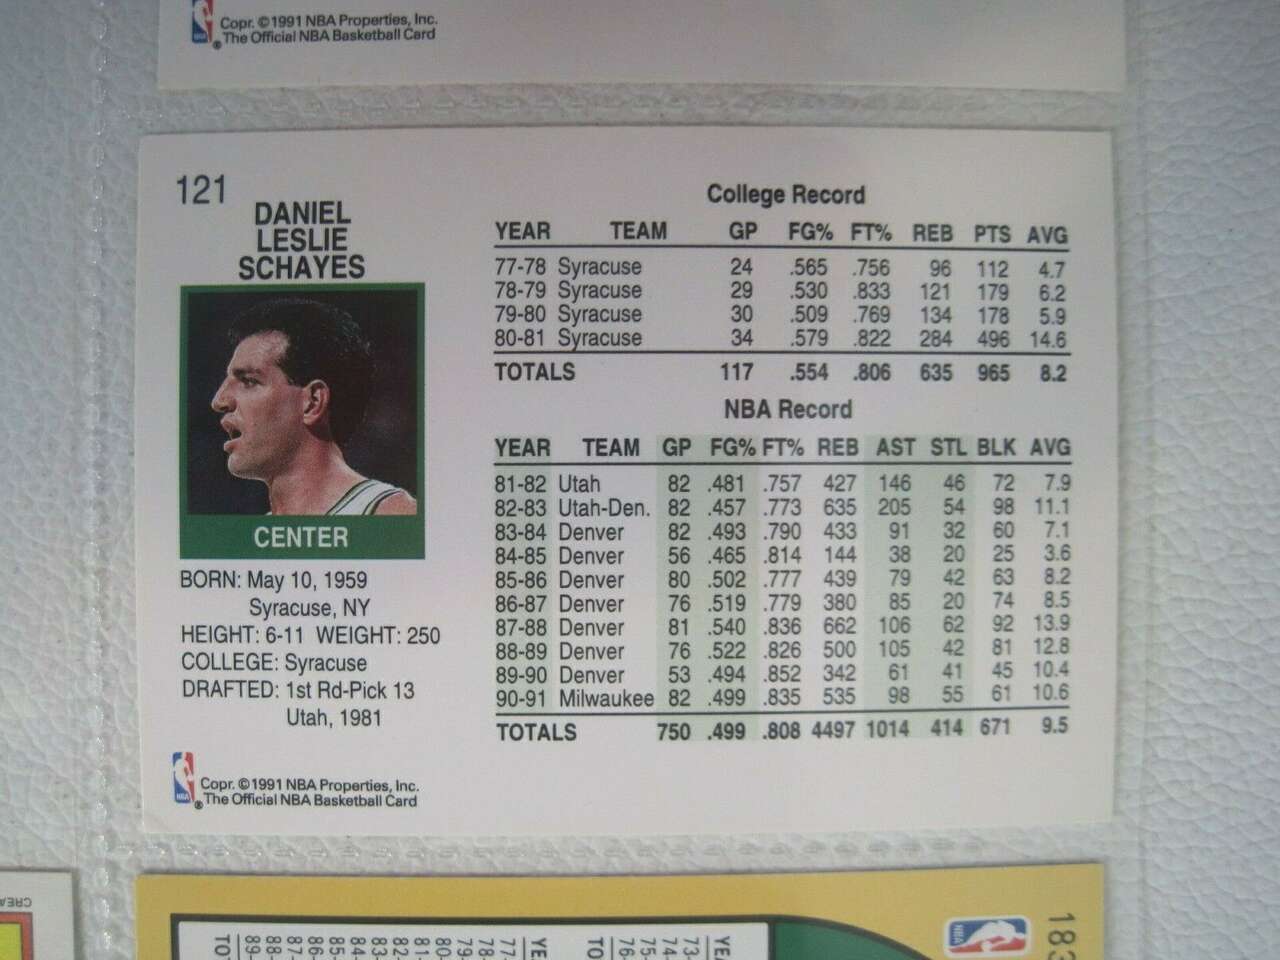 Copr. ©1991 NBA Properties, Inc.
® The Official NBA Basketball Card
121
DANIEL
LESLIE
SCHAYES
CENTER
BORN: May 10, 1959
Syracuse, NY
HEIGHT: 6-11 WEIGHT: 250
COLLEGE: Syracuse
DRAFTED: 1st Rd-Pick 13
Utah, 1981
NBA
Copr. ©1991 NBA Properties, Inc.
® The Official NBA Basketball Card
College Record
YEAR TEAM GP FG% FT% REB PTS AVG
77-78 Syracuse 24 .565 .756 96 112 4.7
78-79 Syracuse 29 .530 .833 121 179 6.2
79-80 Syracuse 30 .509 .769 134 178 5.9
80-81 Syracuse 34 .579 .822 284 496 14.6
TOTALS 117 .554 .806 635 965 8.2
NBA Record
YEAR TEAM GP FG% FT% REB AST STL BLK AVG
81-82 Utah 82 .481 .757 427 146 46 72 7.9
82-83 Utah-Den. 82 .457 .773 635 205 54 98 11.1
83-84 Denver 82 .493 .790 433 91 32 60 7.1
84-85 Denver 56 .465 .814 144 38 20 25 3.6
85-86 Denver 80 .502 .777 439 79 42 63 8.2
86-87 Denver 76 .519 .779 380 85 20 74 8.5
87-88 Denver 81 .540 .836 662 106 62 92 13.9
88-89 Denver 76 .522 .826 500 105 42 81 12.8
89-90 Denver 53 .494 .852 342 61 41 45 10.4
90-91 Milwaukee 82 .499 .835 535 98 55 61 10.6
TOTALS 750 .499 .808 4497 1014 414 671 9.5
NBA
183